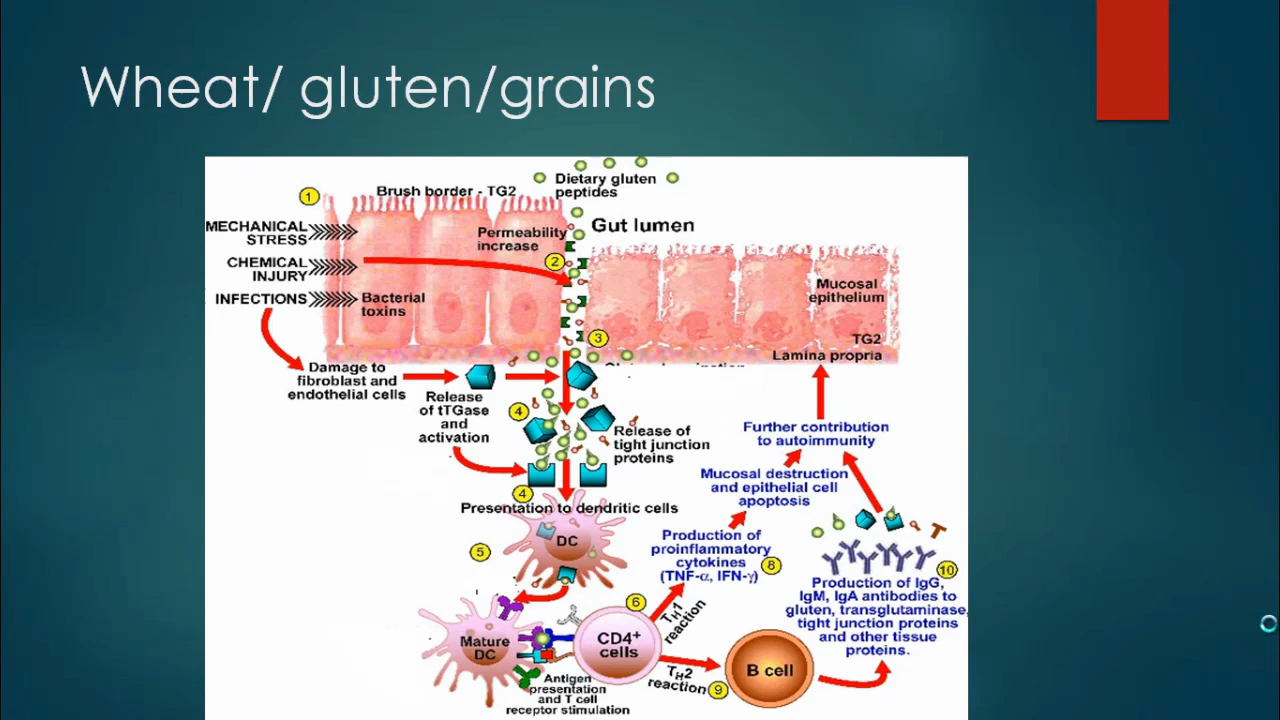 Wheat/ gluten/grains
Dietary gluten
peptides
1
Brush border - TG2
Gut lumen
MECHANICAL
STRESS
Permeability
increase
2
CHEMICAL
INJURY
Mucosal
epithelium
INFECTIONS
Bacterial
toxins
3
TG2
Lamina propria
Damage to
fibroblast and
endothelial cells
Release
of tTGase
and
activation
4
Release of
tight junction
proteins
4
Presentation to dendritic cells
DC
5
Further contribution
to autoimmunity
Mucosal destruction
and epithelial cell
apoptosis
Production of
proinflammatory
cytokines
(TNF-α, IFN-γ)
8
6
TH1
reaction
Mature
DC
CD4+
cells
TH2
reaction
9
B cell
Antigen
presentation
and T cell
receptor stimulation
10
Production of IgG,
IgM, IgA antibodies to
gluten, transglutaminase,
tight junction proteins
and other tissue
proteins.